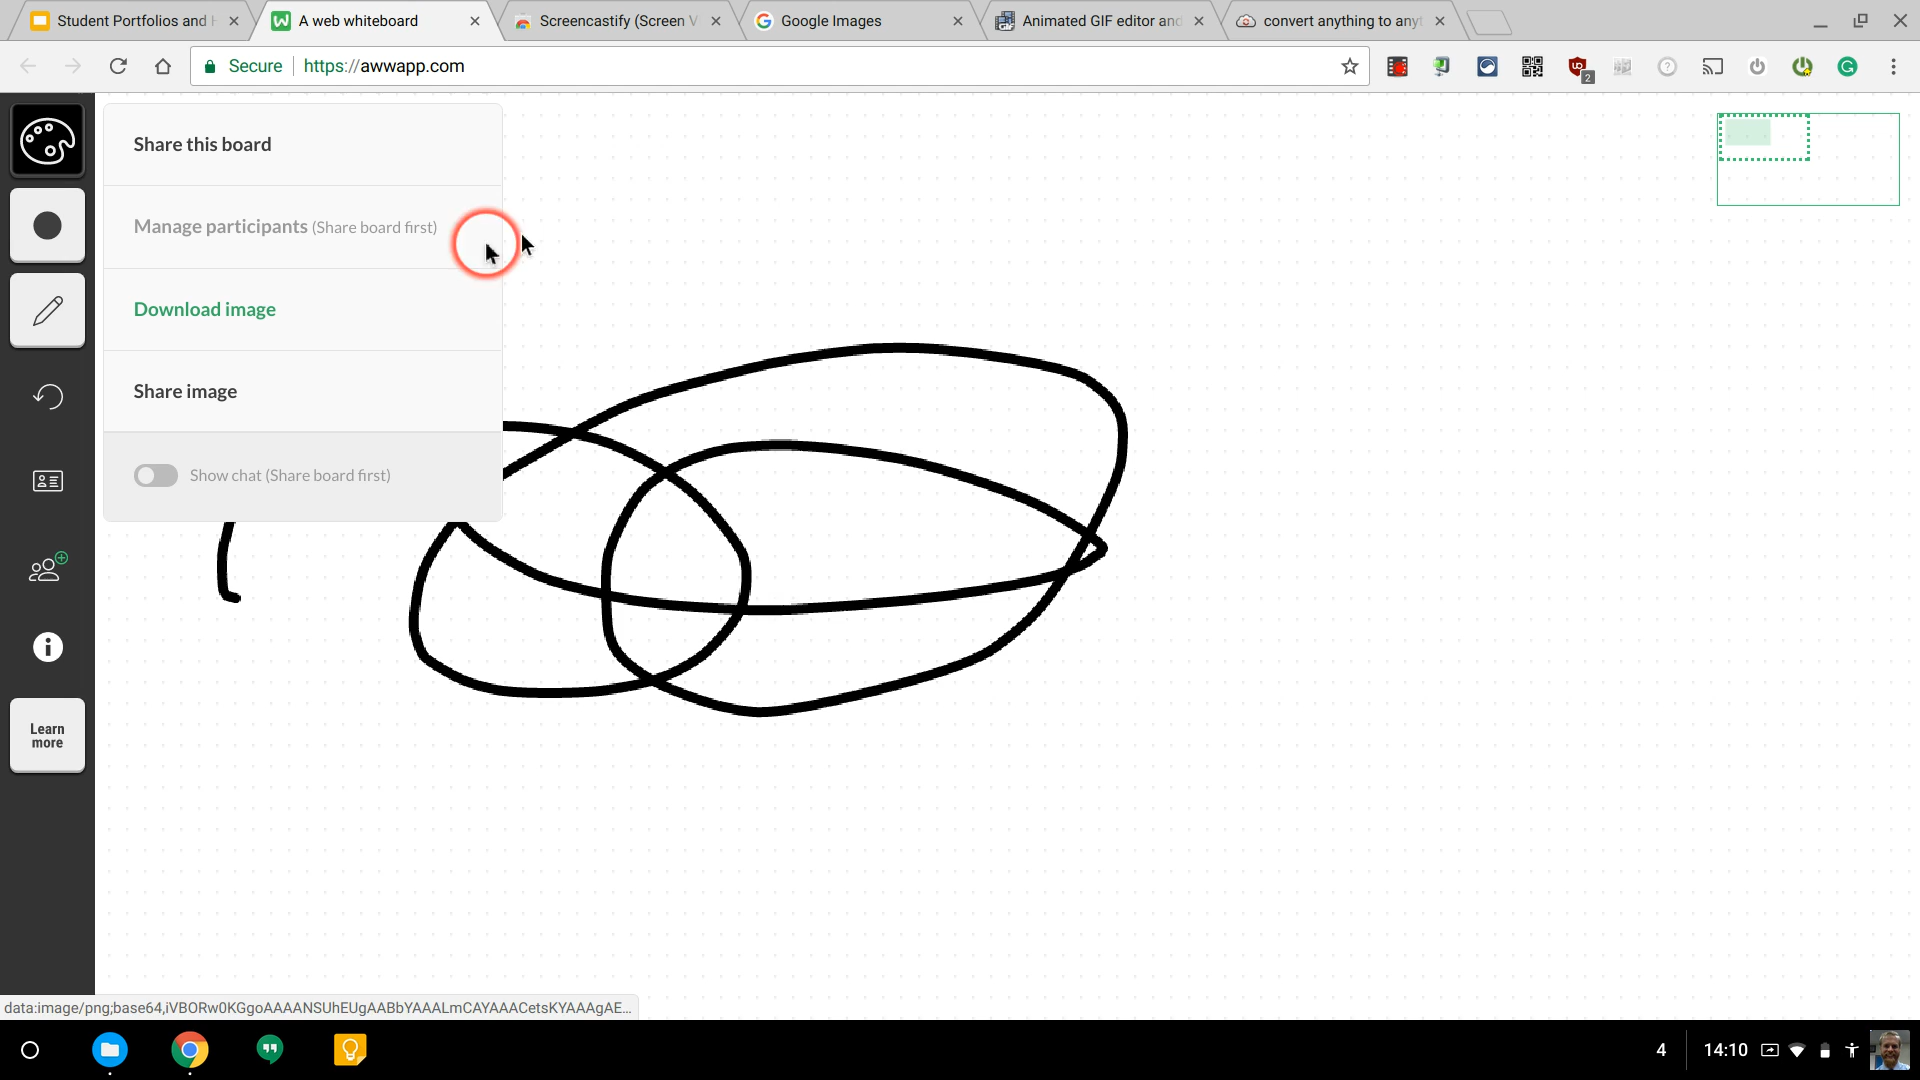 Student Portfolios and
A web whiteboard
Screencastify (Screen
Google Images
Animated GIF editor and
convert anything to any
Secure
https://awwapp.com
2
Share this board
Manage participants (Share board first)
Download image
Share image
Show chat (Share board first)
Learn
more
data:image/png;base64,iVBORw0KGgoAAAANSUhEUgAABbYAAALmCAYAAACetsKYAAAgAE...
4
14:10